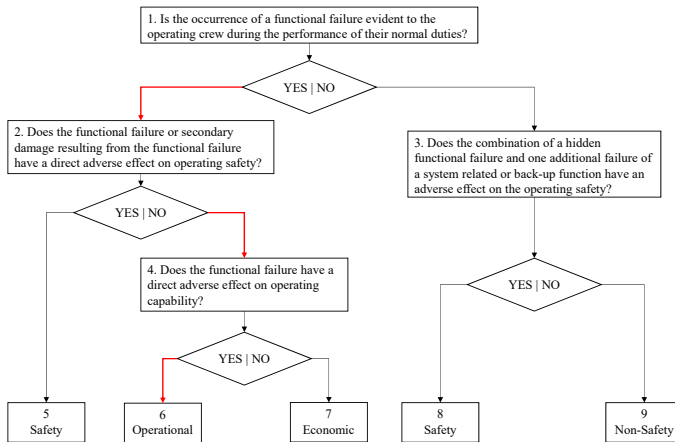 1. Is the occurrence of a functional failure evident to the
operating crew during the performance of their normal duties?
YES | NO
2. Does the functional failure or secondary
damage resulting from the functional failure
have a direct adverse effect on operating safety?
3. Does the combination of a hidden
functional failure and one additional failure of
a system related or back-up function have an
adverse effect on the operating safety?
YES | NO
4. Does the functional failure have a
direct adverse effect on operating
capability?
YES | NO
YES | NO
5
Safety
6
Operational
7
Economic
8
Safety
9
Non-Safety